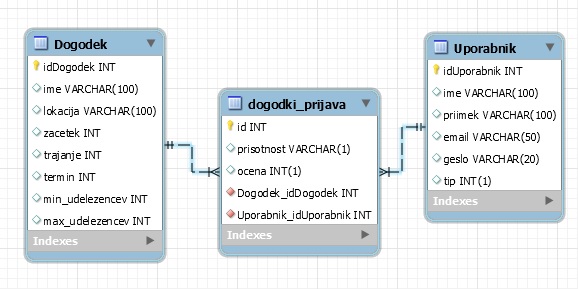 Dogodek
idDogodek INT
ime VARCHAR(100)
lokacija VARCHAR(100)
zacetek INT
trajanje INT
termin INT
min_udelezencev INT
max_udelezencev INT
Indexes
dogodki_prijava
id INT
prisotnost VARCHAR(1)
ocena INT(1)
Dogodek_idDogodek INT
Uporabnik_idUporabnik INT
Indexes
Uporabnik
idUporabnik INT
ime VARCHAR(100)
priimek VARCHAR(100)
email VARCHAR(50)
geslo VARCHAR(20)
tip INT(1)
Indexes